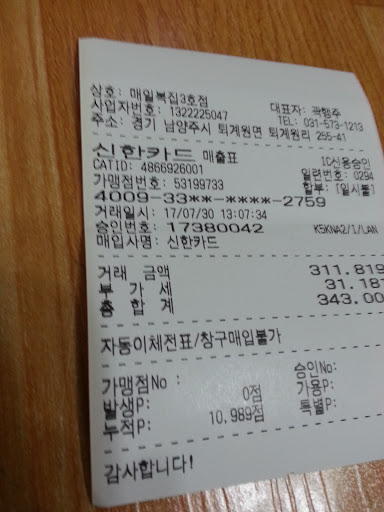 상호: 매일복집3호점
사업자번호: 1322225047 대표자: 곽행주
주소: 경기 남양주시 퇴계원면 퇴계원리 255-41 TEL: 031-573-1213
신한카드 매출표 IC신용승인
CATID: 4866926001 일련번호: 0294
가맹점번호: 53199733 할부: [일시불]
4009-33**-****-2759
거래일시: 17/07/30 13:07:34
승인번호: 17380042 K5KNA2/I/LAN
매입사명: 신한카드
거래 금액 311.819
부 가 세 31.181
총 합 계 343.00
자동이체전표/창구매입불가
가맹점No : 승인No:
발생P: 0점 가용P:
누적P: 10,989점 특별P:
감사합니다!